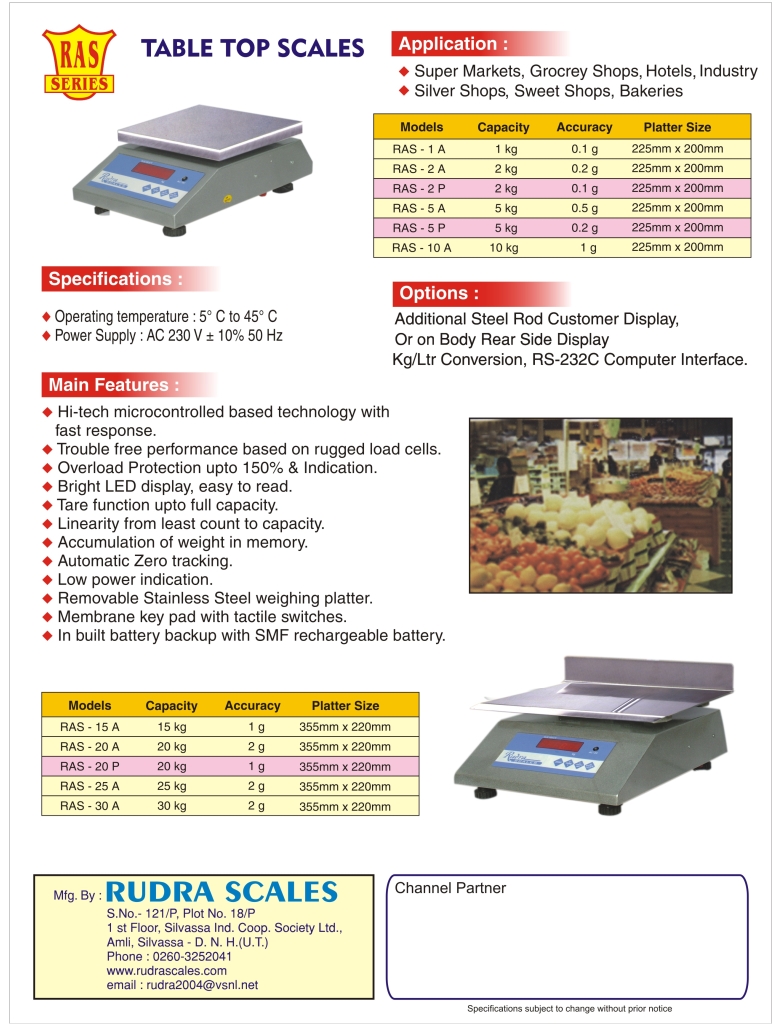 RAS
SERIES
TABLE TOP SCALES
Application :
Super Markets, Grocrey Shops, Hotels, Industry
Silver Shops, Sweet Shops, Bakeries
Models Capacity Accuracy Platter Size
RAS - 1 A 1 kg 0.1 g 225mm x 200mm
RAS - 2 A 2 kg 0.2 g 225mm x 200mm
RAS - 2 P 2 kg 0.1 g 225mm x 200mm
RAS - 5 A 5 kg 0.5 g 225mm x 200mm
RAS - 5 P 5 kg 0.2 g 225mm x 200mm
RAS - 10 A 10 kg 1 g 225mm x 200mm
Rudra
Specifications :
Operating temperature : 5° C to 45° C
Power Supply : AC 230 V ± 10% 50 Hz
Options :
Additional Steel Rod Customer Display,
Or on Body Rear Side Display
Kg/Ltr Conversion, RS-232C Computer Interface.
Main Features :
Hi-tech microcontrolled based technology with
fast response.
Trouble free performance based on rugged load cells.
Overload Protection upto 150% & Indication.
Bright LED display, easy to read.
Tare function upto full capacity.
Linearity from least count to capacity.
Accumulation of weight in memory.
Automatic Zero tracking.
Low power indication.
Removable Stainless Steel weighing platter.
Membrane key pad with tactile switches.
In built battery backup with SMF rechargeable battery.
Models Capacity Accuracy Platter Size
RAS - 15 A 15 kg 1 g 355mm x 220mm
RAS - 20 A 20 kg 2 g 355mm x 220mm
RAS - 20 P 20 kg 1 g 355mm x 220mm
RAS - 25 A 25 kg 2 g 355mm x 220mm
RAS - 30 A 30 kg 2 g 355mm x 220mm
Rudra
Mfg. By : RUDRA SCALES
S.No.- 121/P, Plot No. 18/P
1 st Floor, Silvassa Ind. Coop. Society Ltd.,
Amli, Silvassa - D. N. H.(U.T.)
Phone : 0260-3252041
www.rudrascales.com
email : rudra2004@vsnl.net
Channel Partner
Specifications subject to change without prior notice